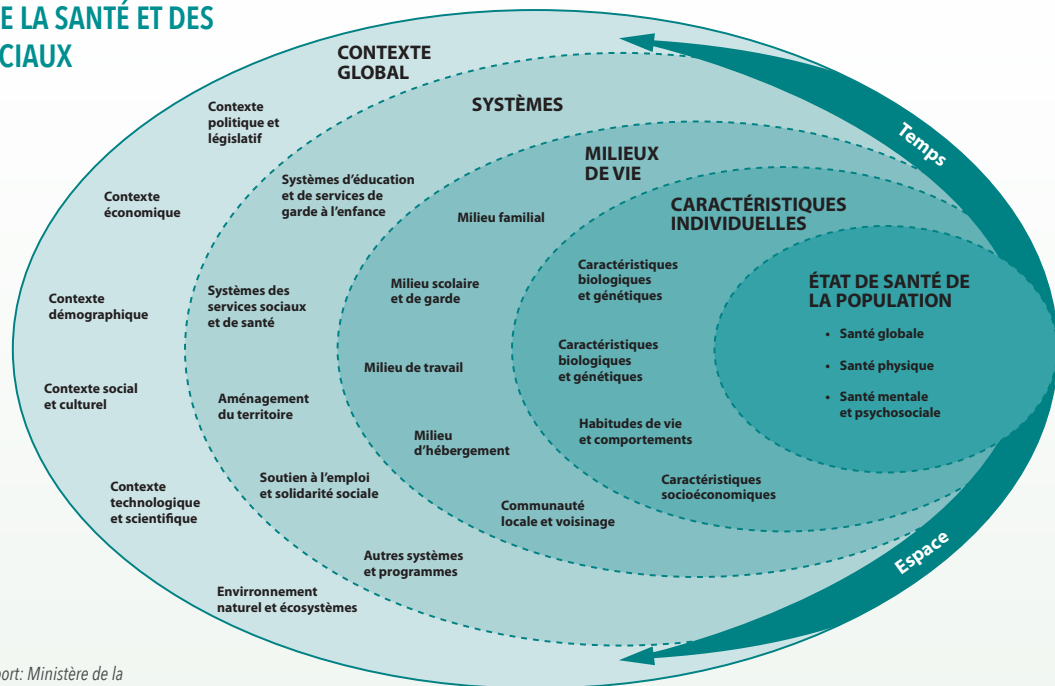 E LA SANTÉ ET DES
CIAUX
CONTEXTE
GLOBAL
Contexte
politique et
législatif
Contexte
économique
Contexte
démographique
Contexte social
et culturel
Contexte
technologique
et scientifique
Envirronnement
naturel et écosystèmes
SYSTÈMES
Systèmes d'éducation
et de services de
garde à l'enfance
Systèmes des
services sociaux
et de santé
Aménagement
du territoire
Soutien à l'emploi
et solidarité sociale
Autres systèmes
et programmes
MILIEUX
DE VIE
Milieu familial
Milieu scolaire
et de garde
Milieu de travail
Milieu
d'hébergement
Communauté
locale et voisinage
CARACTÉRISTIQUES
INDIVIDUELLES
Caractéristiques
biologiques
et génétiques
Caractéristiques
biologiques
et génétiques
Habitudes de vie
et comportements
Caractéristiques
socioéconomiques
ÉTAT DE SANTÉ DE
LA POPULATION
• Santé globale
• Santé physique
• Santé mentale
et psychosociale
Temps
Espace
port: Ministère de la